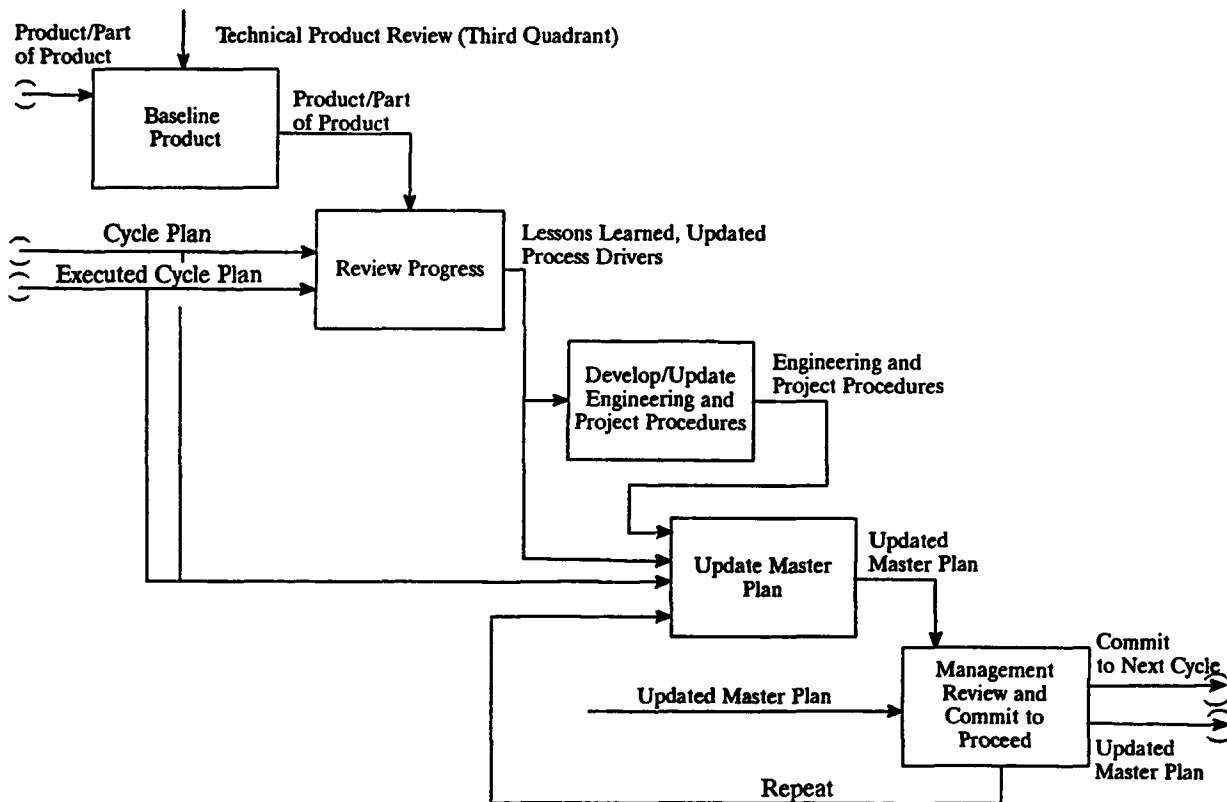 Product/Part
of Product
Technical Product Review (Third Quadrant)
Baseline
Product
Product/Part
of Product
Cycle Plan
Executed Cycle Plan
Review Progress
Lessons Learned, Updated
Process Drivers
Develop/Update
Engineering and
Project Procedures
Engineering and
Project Procedures
Update Master
Plan
Updated
Master Plan
Updated Master Plan
Management
Review and
Commit to
Proceed
Commit
to Next Cycle
Updated
Master Plan
Repeat